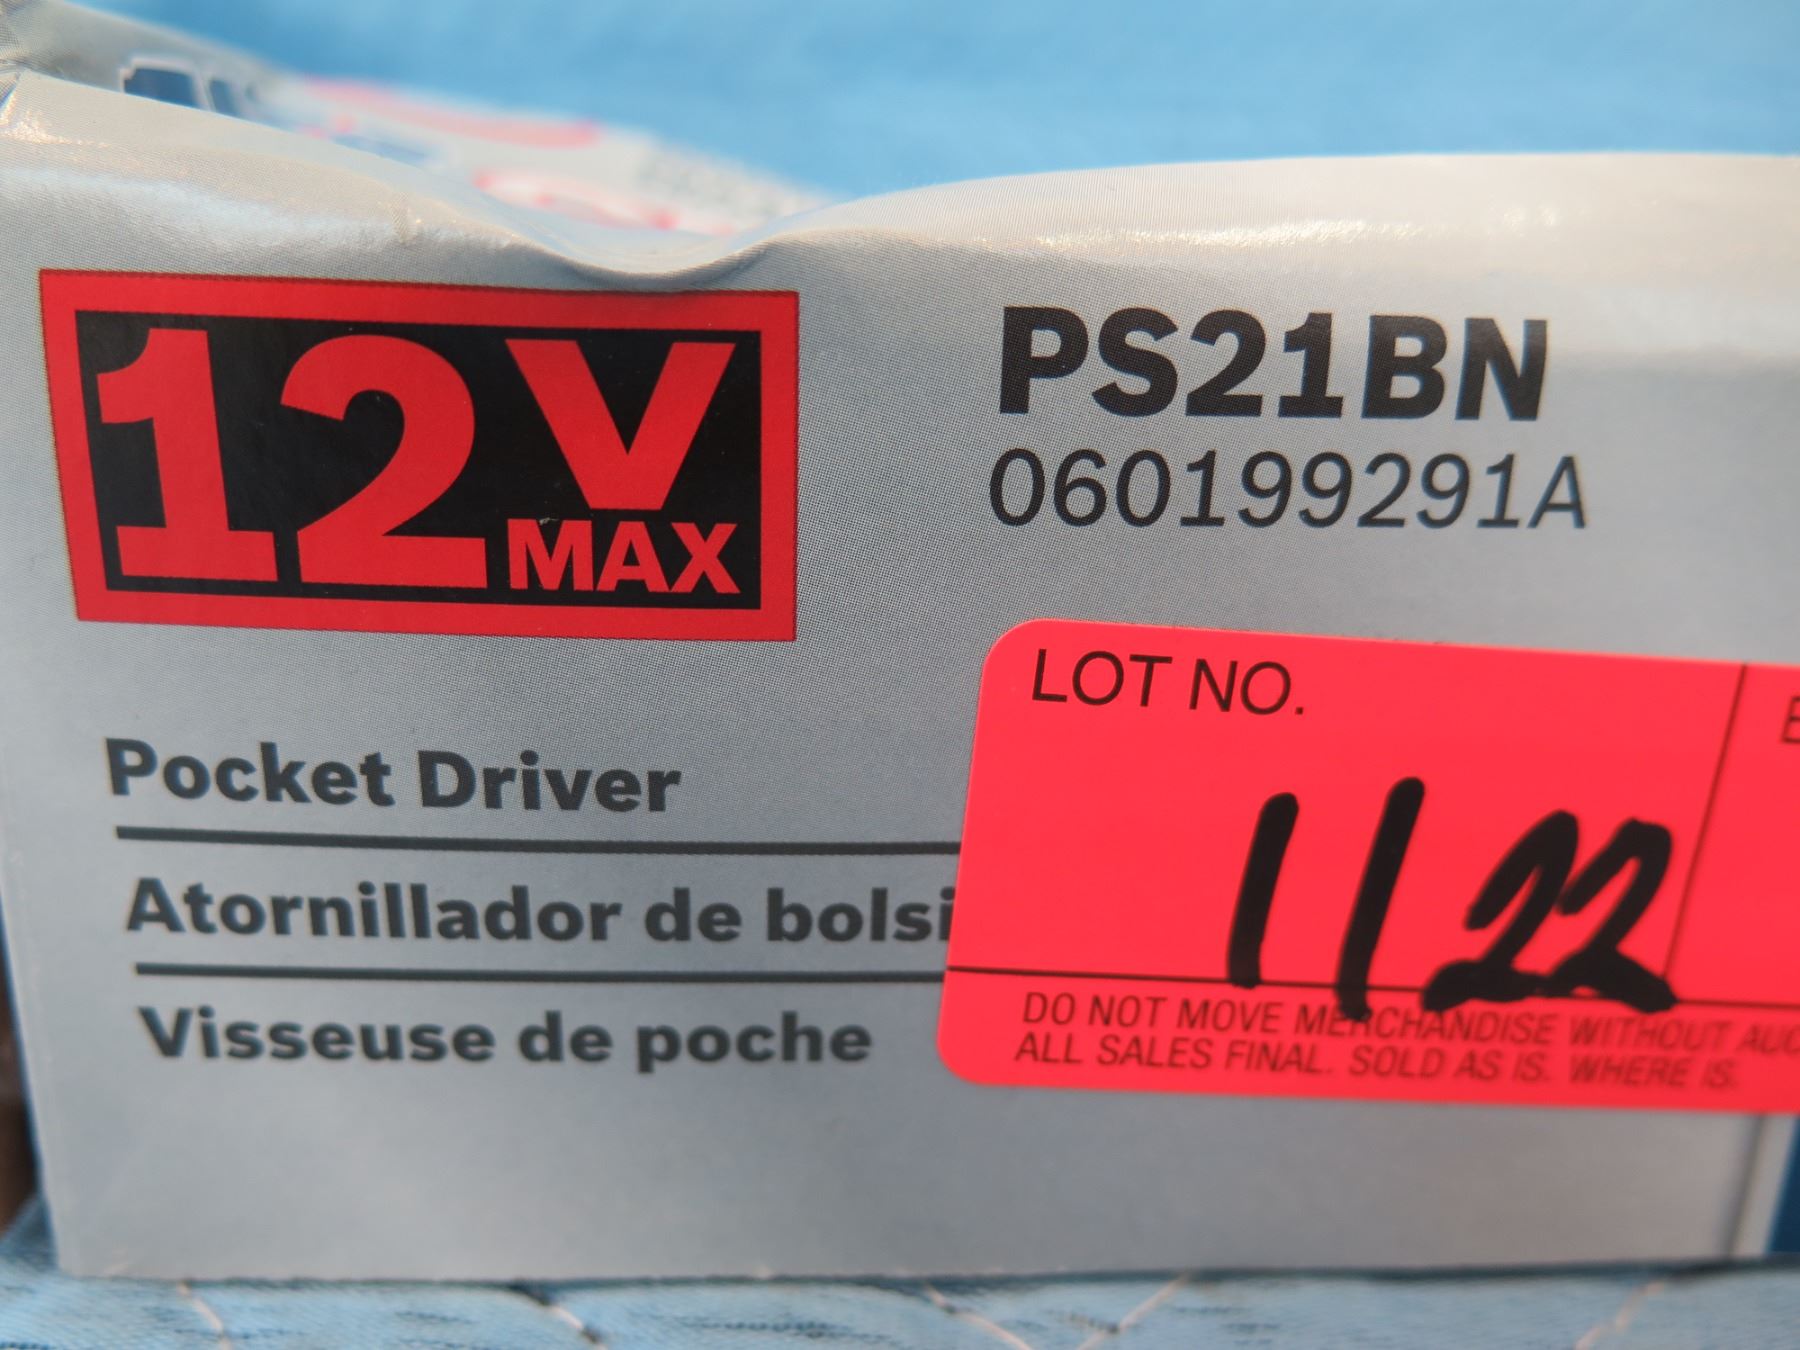 12V
MAX
PS21BN
060199291A
Pocket Driver
Atornillador de bolsi
Visseuse de poche
LOT NO.
1122
DO NOT MOVE MERCHANDISE WITHOUT AUC
ALL SALES FINAL. SOLD AS IS. WHERE IS.